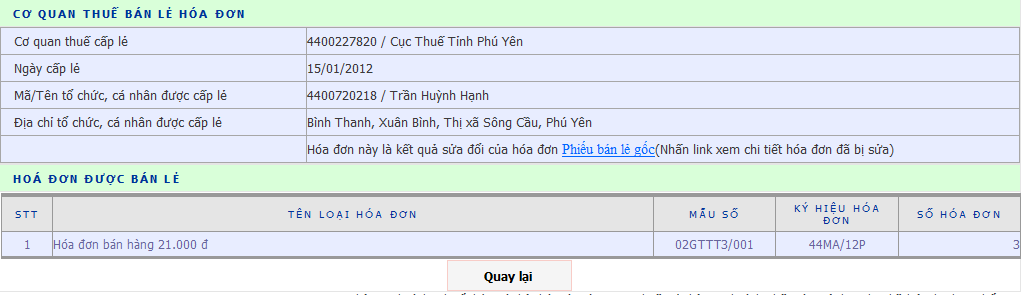 CƠ QUAN THUẾ BÁN LẺ HÓA ĐƠN
Cơ quan thuế cấp lẻ 4400227820 / Cục Thuế Tỉnh Phú Yên
Ngày cấp lẻ 15/01/2012
Mã/Tên tổ chức, cá nhân được cấp lẻ 4400720218 / Trần Huỳnh Hạnh
Địa chỉ tổ chức, cá nhân được cấp lẻ Bình Thanh, Xuân Bình, Thị xã Sông Cầu, Phú Yên
Hóa đơn này là kết quả sửa đổi của hóa đơn Phiếu bán lẻ gốc(Nhấn link xem chi tiết hóa đơn đã bị sửa)
HOÁ ĐƠN ĐƯỢC BÁN LẺ
STT TÊN LOẠI HÓA ĐƠN MẪU SỐ KÝ HIỆU HÓA ĐƠN SỐ HÓA ĐƠN
1 Hóa đơn bán hàng 21.000 đ 02GTTT3/001 44MA/12P 3
Quay lại